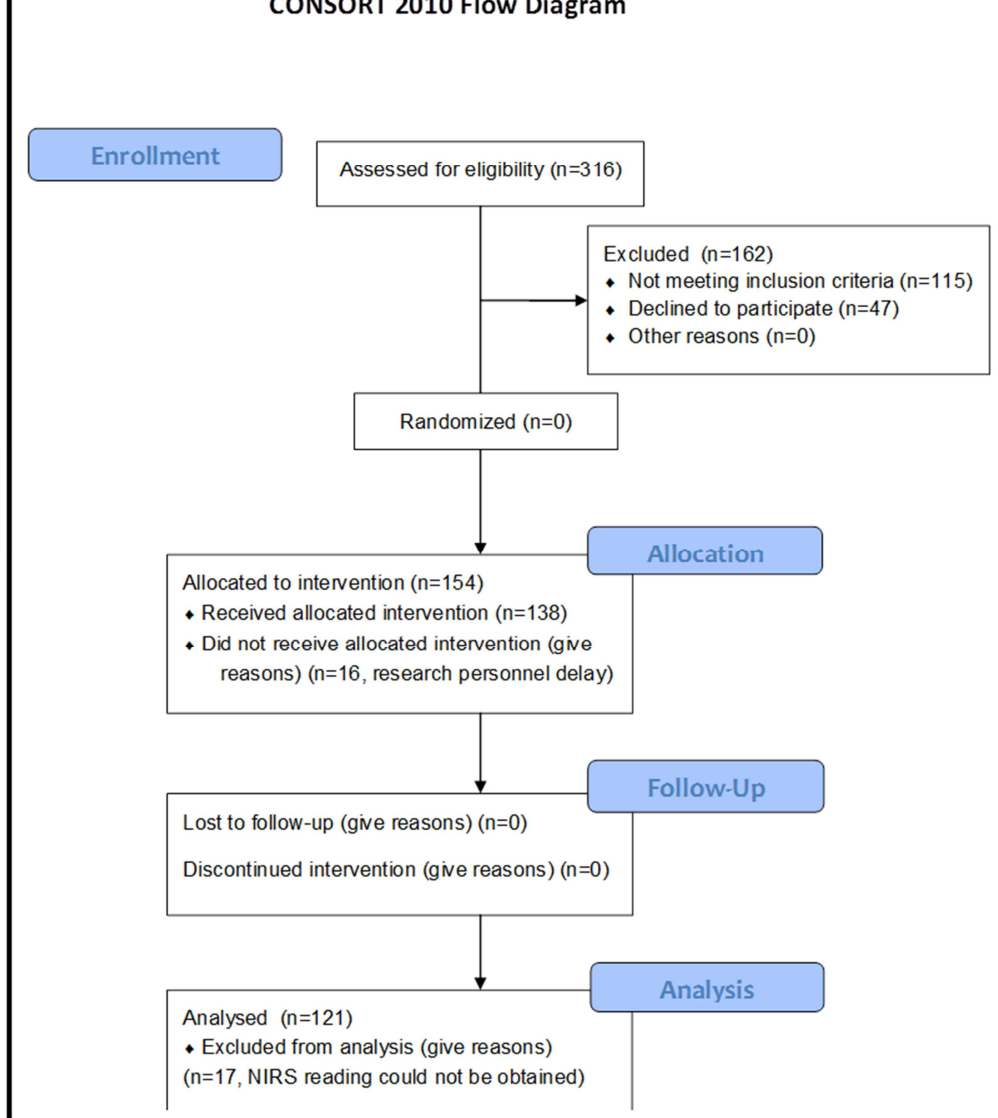 CONSORT 2010 Flow Diagram
Enrollment
Assessed for eligibility (n=316)
Excluded (n=162)
♦ Not meeting inclusion criteria (n=115)
♦ Declined to participate (n=47)
♦ Other reasons (n=0)
Randomized (n=0)
Allocation
Allocated to intervention (n=154)
♦ Received allocated intervention (n=138)
♦ Did not receive allocated intervention (give
reasons) (n=16, research personnel delay)
Follow-Up
Lost to follow-up (give reasons) (n=0)
Discontinued intervention (give reasons) (n=0)
Analysis
Analysed (n=121)
♦ Excluded from analysis (give reasons)
(n=17, NIRS reading could not be obtained)